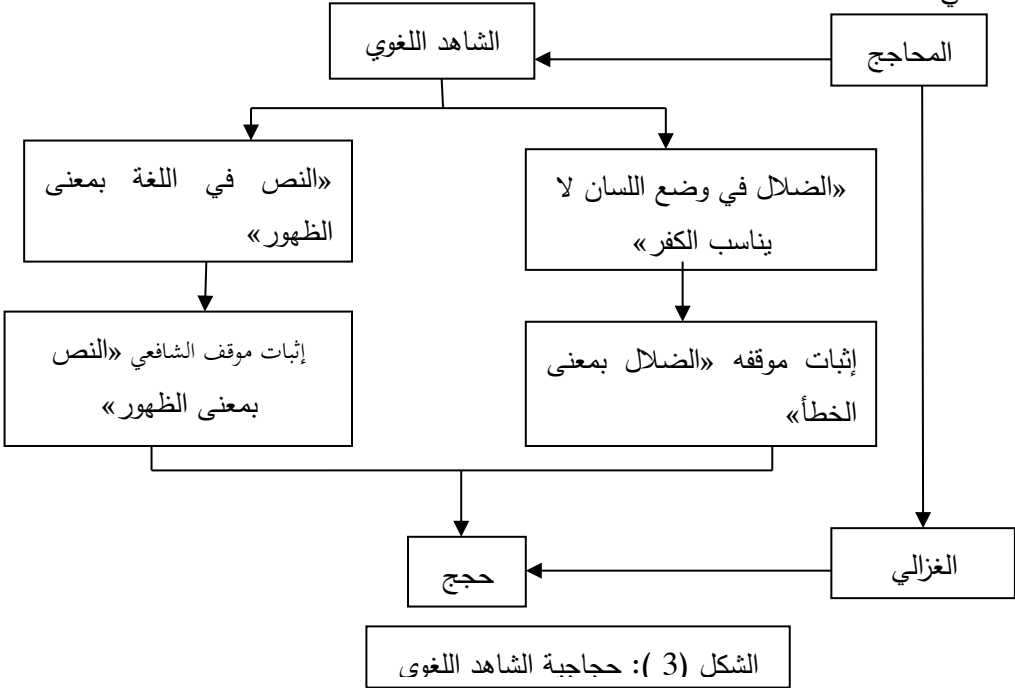 ي
المحاجج
الشاهد اللغوي
«الضلال في وضع اللسان لا
يناسب الكفر»
«النص في اللغة بمعنى
الظهور»
إثبات موقفه «الضلال بمعنى
الخطأ»
إثبات موقف الشافعي «النص
بمعنى الظهور»
الغزالي
حجج
الشكل (3 ): حجاجية الشاهد اللغوي